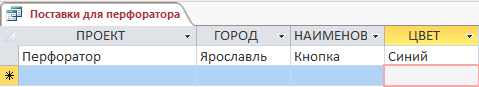 Поставки для перфоратора
ПРОЕКТ ГОРОД НАИМЕНОВ ЦВЕТ
Перфоратор Ярославль Кнопка Синий